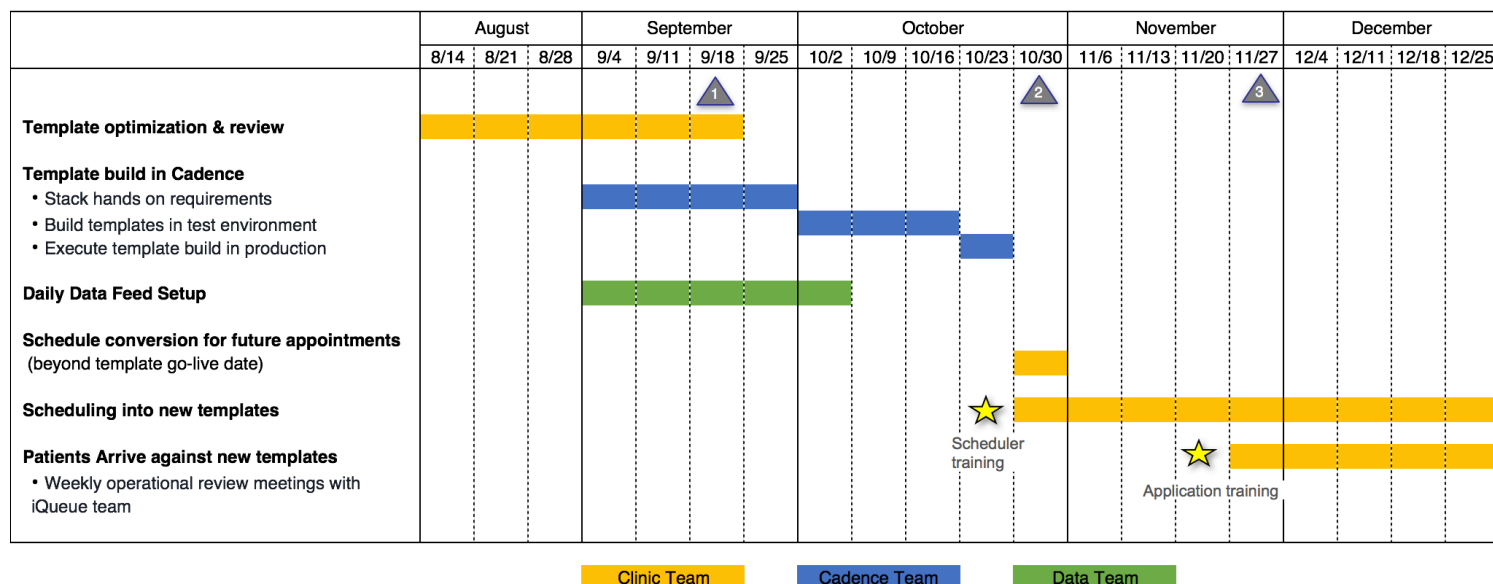 August September October November December
8/14 8/21 8/28 9/4 9/11 9/18 9/25 10/2 10/9 10/16 10/23 10/30 11/6 11/13 11/20 11/27 12/4 12/11 12/18 12/25
1 2 3
Template optimization & review
Template build in Cadence
• Stack hands on requirements
• Build templates in test environment
• Execute template build in production
Daily Data Feed Setup
Schedule conversion for future appointments
(beyond template go-live date)
Scheduling into new templates
Scheduler
training
Patients Arrive against new templates
• Weekly operational review meetings with
iQueue team
Application training
Clinic Team Cadence Team Data Team